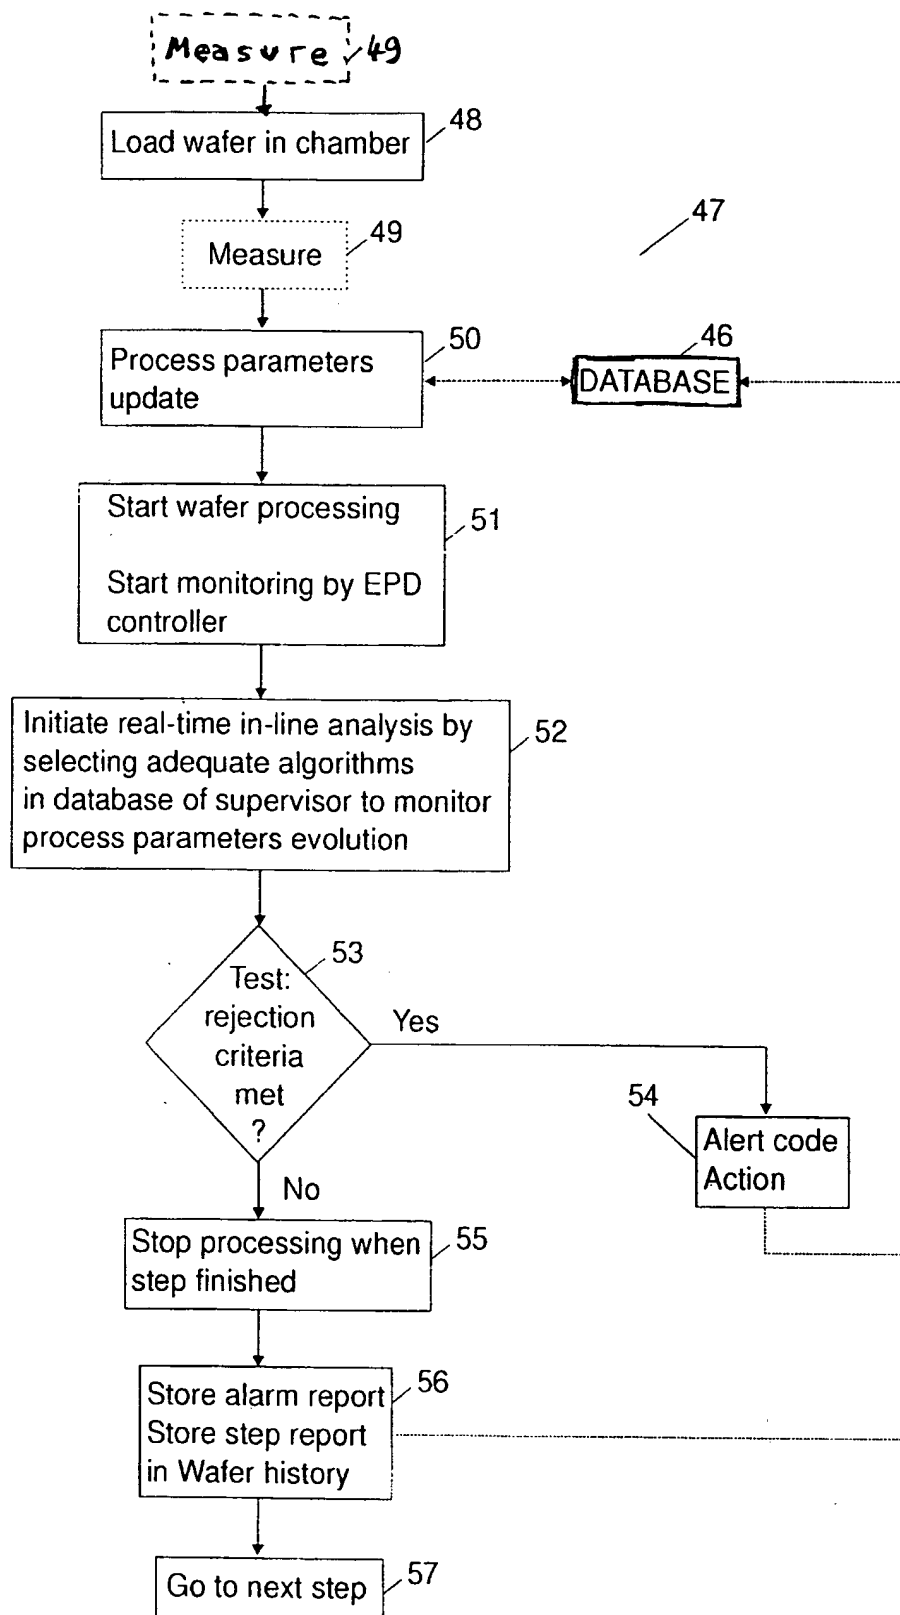 Measure 49
Load wafer in chamber 48
Measure 49
47
Process parameters
update
50
DATABASE 46
Start wafer processing
Start monitoring by EPD
controller
51
Initiate real-time in-line analysis by
selecting adequate algorithms
in database of supervisor to monitor
process parameters evolution
52
Test:
rejection
criteria
met
?
53
Yes
54
Alert code
Action
No
Stop processing when
step finished
55
Store alarm report
Store step report
in Wafer history
56
Go to next step 57